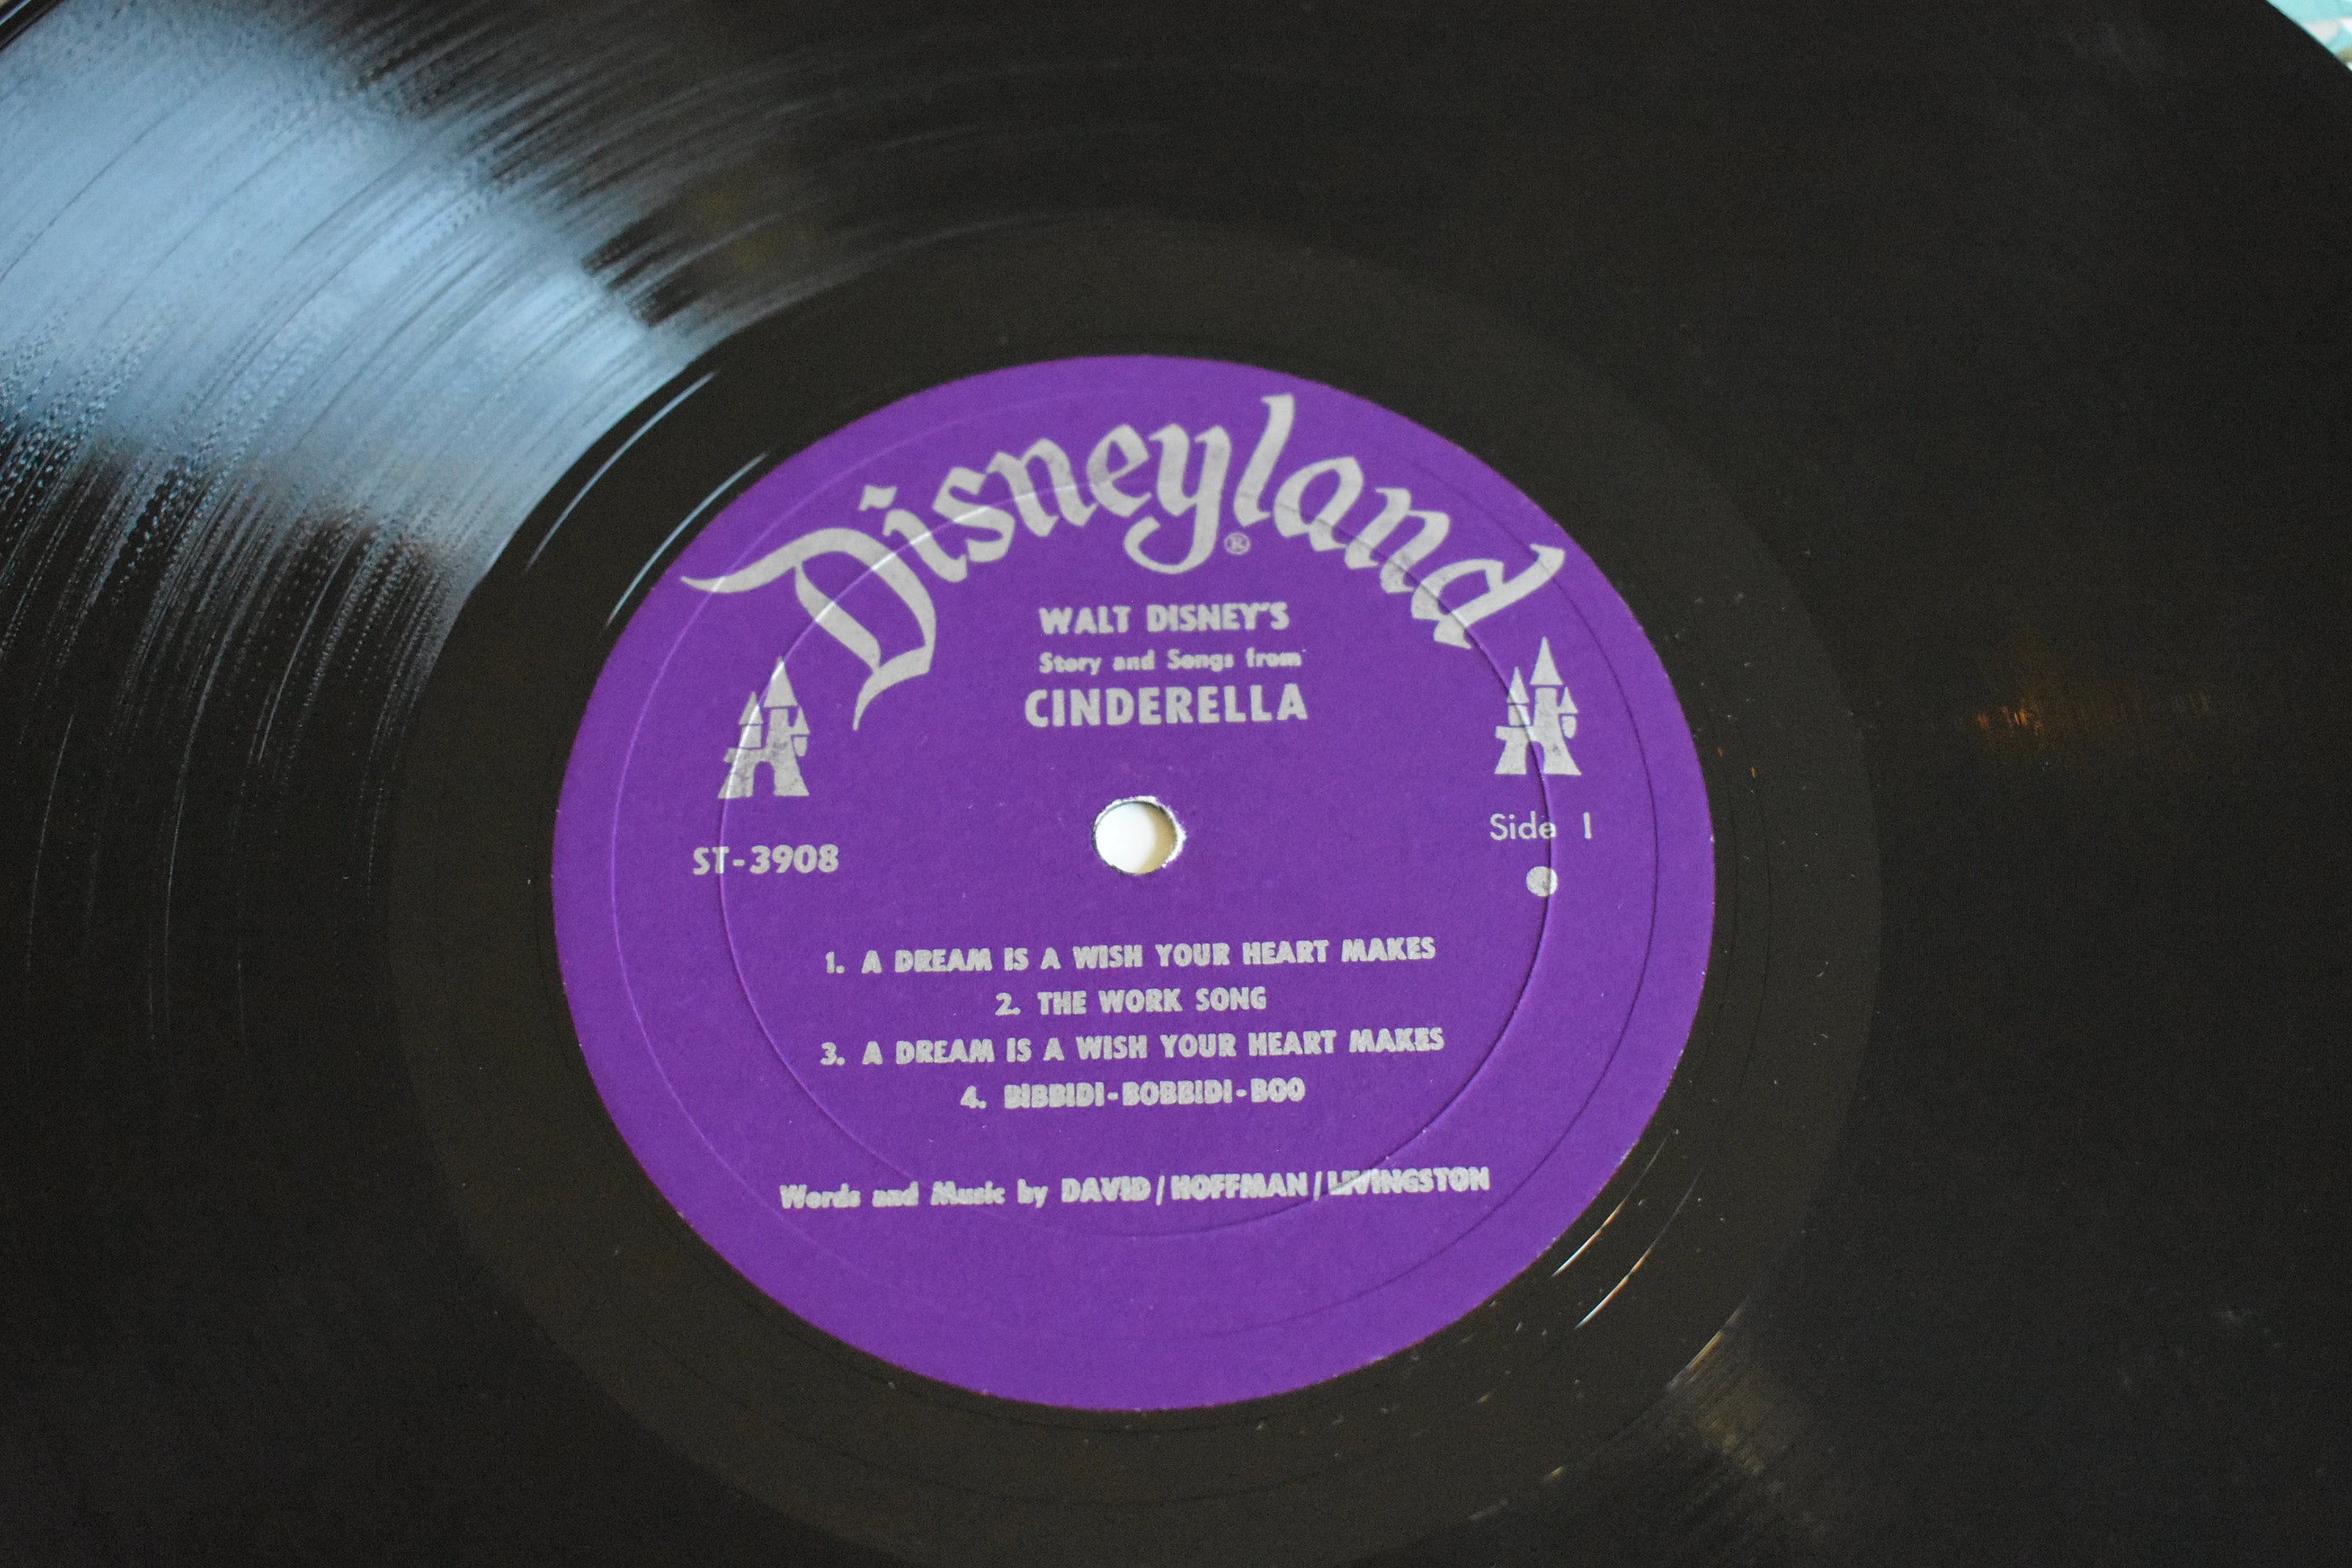 Disneyland®
WALT DISNEY'S
Story and Songs from
CINDERELLA
ST-3908
Side 1
1. A DREAM IS A WISH YOUR HEART MAKES
2. THE WORK SONG
3. A DREAM IS A WISH YOUR HEART MAKES
4. BIBBIDI-BOBBIDI-BOO
Words and Music by DAVID/HOFFMAN/LIVINGSTON